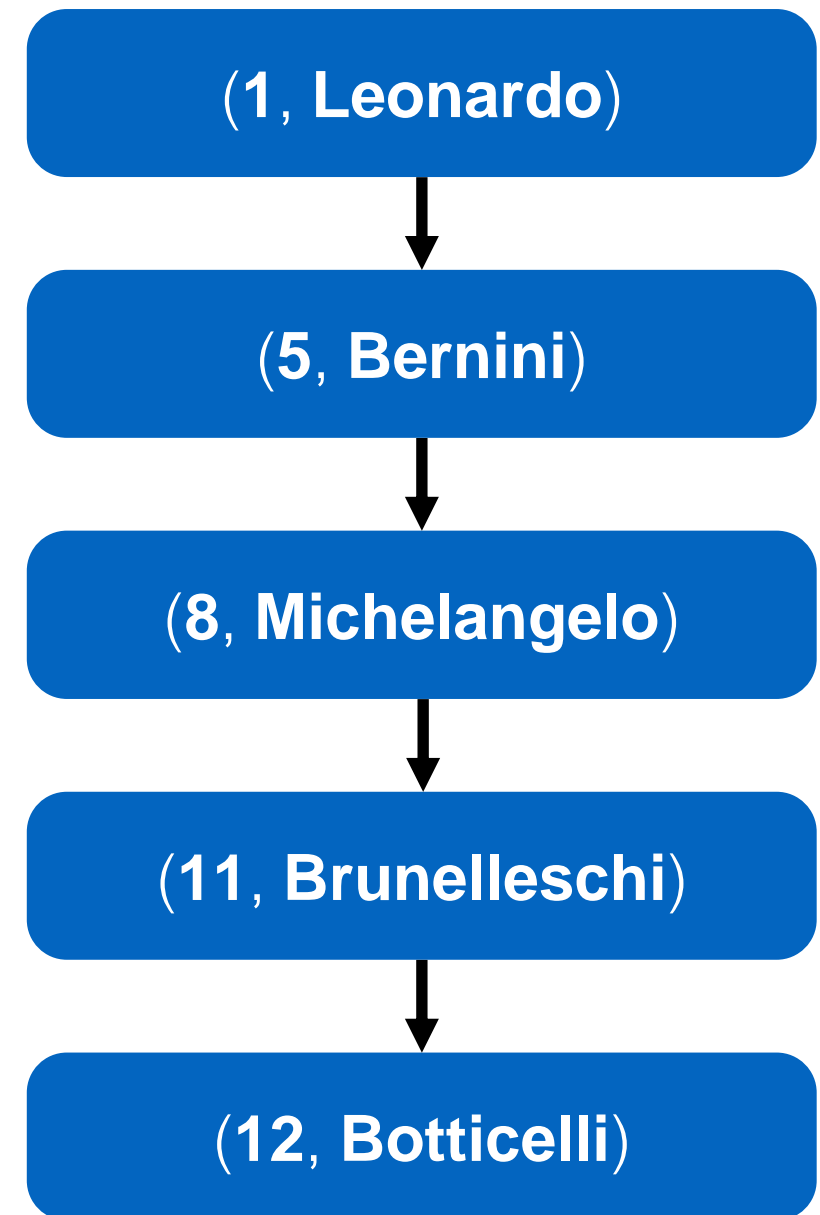 (1, Leonardo)
(5, Bernini)
(8, Michelangelo)
(11, Brunelleschi)
(12, Botticelli)